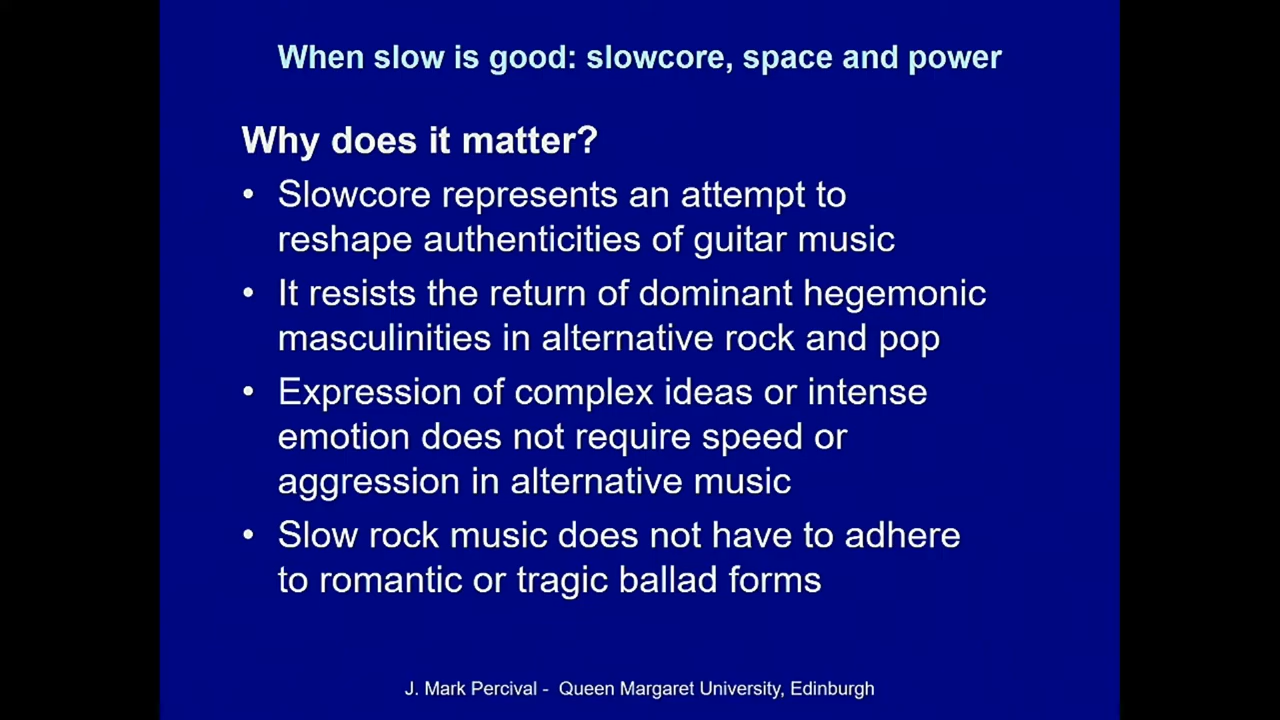 When slow is good: slowcore, space and power
Why does it matter?
• Slowcore represents an attempt to
reshape authenticities of guitar music
• It resists the return of dominant hegemonic
masculinities in alternative rock and pop
• Expression of complex ideas or intense
emotion does not require speed or
aggression in alternative music
• Slow rock music does not have to adhere
to romantic or tragic ballad forms
J. Mark Percival - Queen Margaret University, Edinburgh